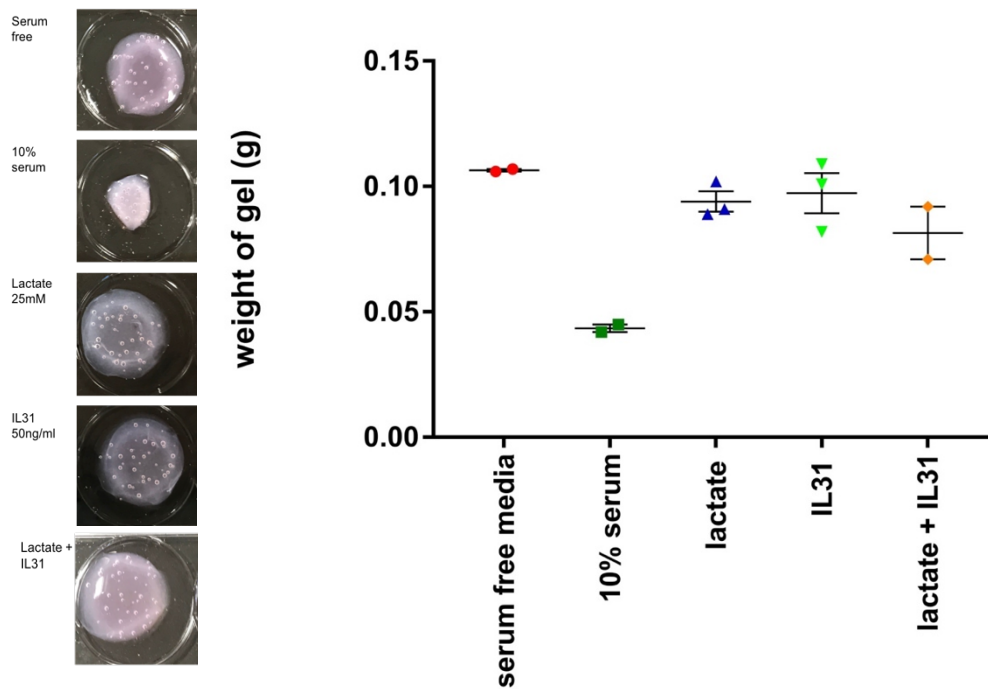 Serum
free
10%
serum
Lactate
25mM
IL31
50ng/ml
Lactate +
IL31
weight of gel (g)
0.15
0.10
0.05
0.00
serum free media
10% serum
lactate
IL31
lactate + IL31